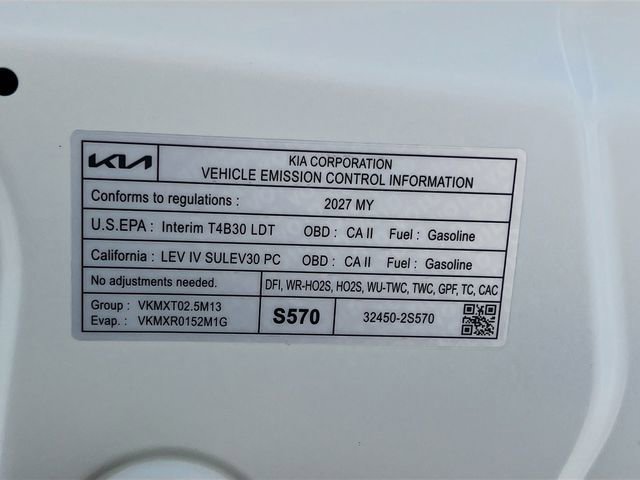 KIA
KIA CORPORATION
VEHICLE EMISSION CONTROL INFORMATION
Conforms to regulations : 2027 MY
U.S.EPA : Interim T4B30 LDT OBD : CA II Fuel : Gasoline
California : LEV IV SULEV30 PC OBD : CA II Fuel : Gasoline
No adjustments needed. DFI, WR-HO2S, HO2S, WU-TWC, TWC, GPF, TC, CAC
Group : VKMXT02.5M13
Evap. : VKMXR0152M1G
S570
32450-2S570